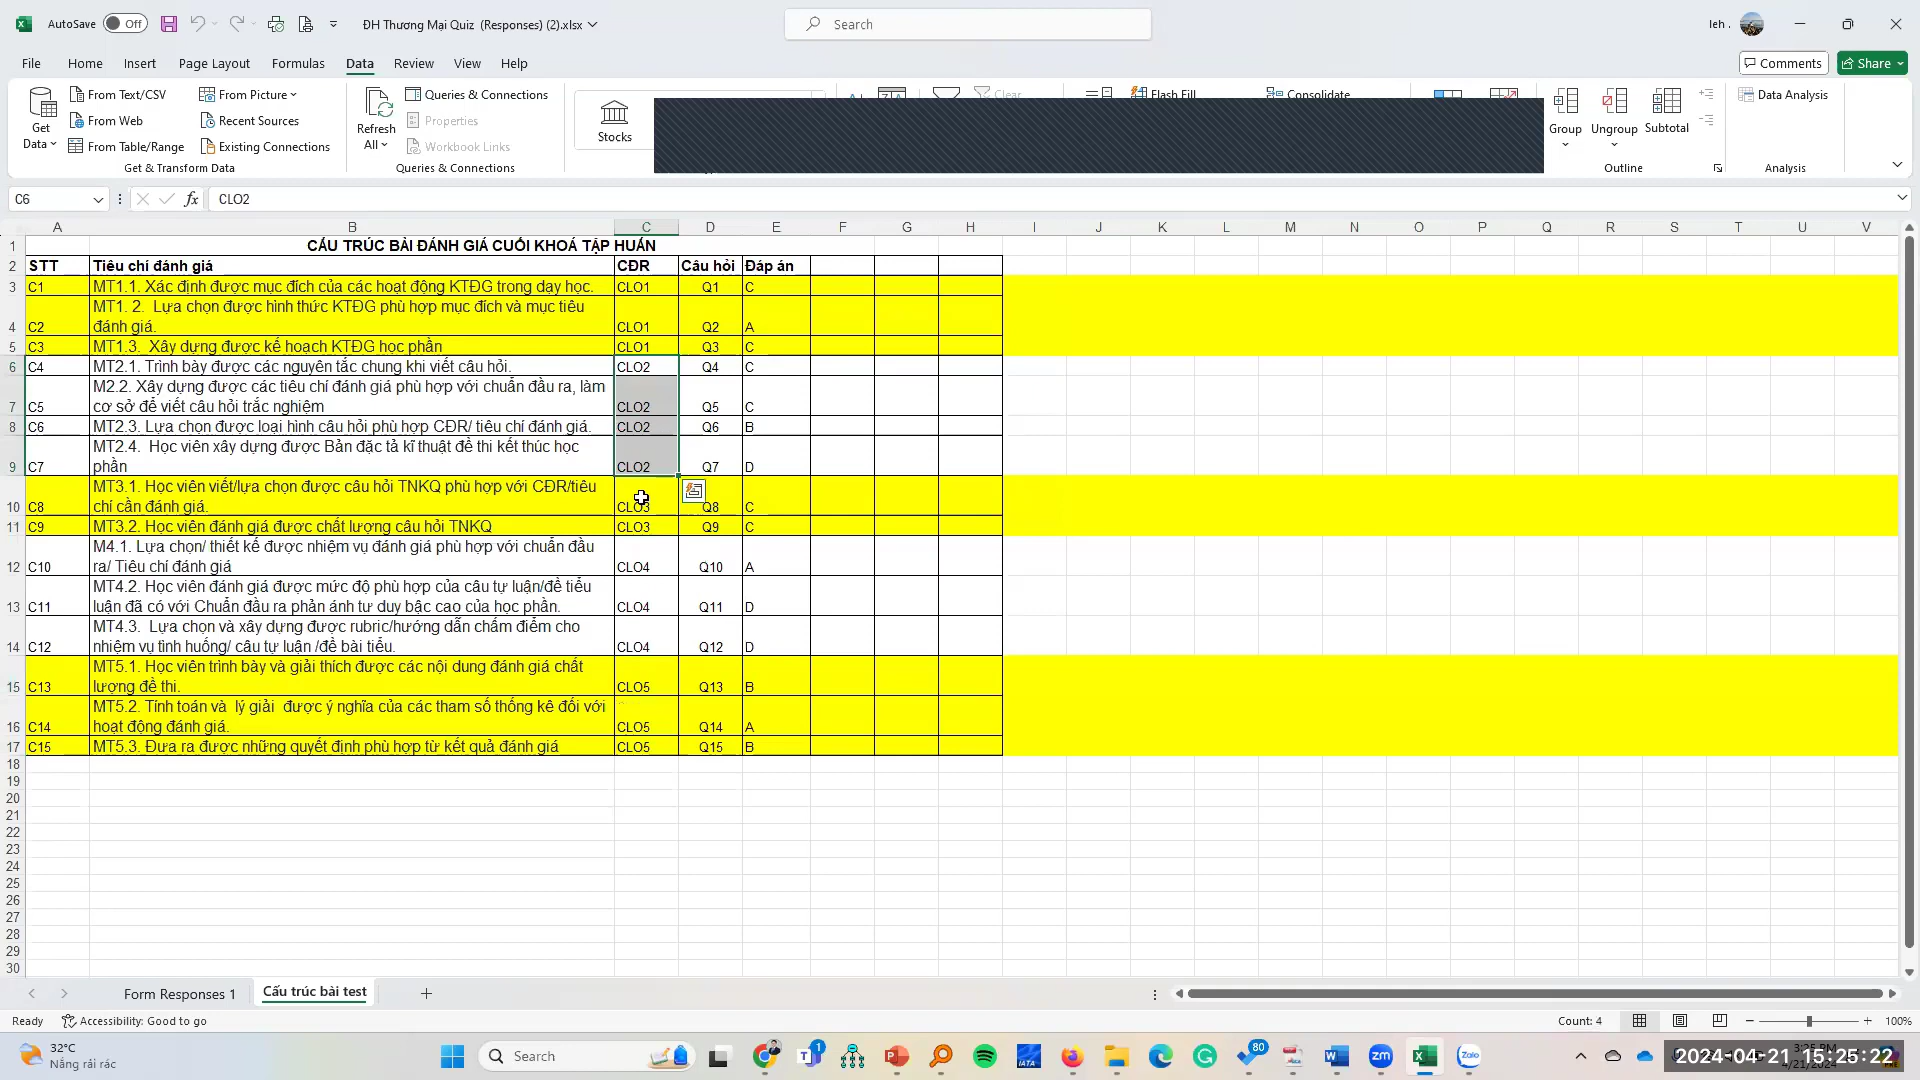 AutoSave Off ĐH Thương Mại Quiz (Responses) (2).xlsx Search leh .
File Home Insert Page Layout Formulas Data Review View Help Comments Share
From Text/CSV From Picture Queries & Connections Clear Flash Fill Consolidate Data Analysis
Get Data From Web Recent Sources Refresh All Properties Stocks Group Ungroup Subtotal
From Table/Range Existing Connections Workbook Links
Get & Transform Data Queries & Connections Outline Analysis
C6 fx CLO2
A B C D E F G H I J K L M N O P Q R S T U V
1 CẤU TRÚC BÀI ĐÁNH GIÁ CUỐI KHOÁ TẬP HUẤN
2 STT Tiêu chí đánh giá CĐR Câu hỏi Đáp án
3 C1 MT1.1. Xác định được mục đích của các hoạt động KTĐG trong dạy học. CLO1 Q1 C
MT1. 2. Lựa chọn được hình thức KTĐG phù hợp mục đích và mục tiêu
4 C2 đánh giá. CLO1 Q2 A
5 C3 MT1.3. Xây dựng được kế hoạch KTĐG học phần CLO1 Q3 C
6 C4 MT2.1. Trình bày được các nguyên tắc chung khi viết câu hỏi. CLO2 Q4 C
M2.2. Xây dựng được các tiêu chí đánh giá phù hợp với chuẩn đầu ra, làm
7 C5 cơ sở để viết câu hỏi trắc nghiệm CLO2 Q5 C
8 C6 MT2.3. Lựa chọn được loại hình câu hỏi phù hợp CĐR/ tiêu chí đánh giá. CLO2 Q6 B
MT2.4. Học viên xây dựng được Bản đặc tả kĩ thuật đề thi kết thúc học
9 C7 phần CLO2 Q7 D
MT3.1. Học viên viết/lựa chọn được câu hỏi TNKQ phù hợp với CĐR/tiêu
10 C8 chí cần đánh giá. CLO3 Q8 C
11 C9 MT3.2. Học viên đánh giá được chất lượng câu hỏi TNKQ CLO3 Q9 C
M4.1. Lựa chọn/ thiết kế được nhiệm vụ đánh giá phù hợp với chuẩn đầu
12 C10 ra/ Tiêu chí đánh giá CLO4 Q10 A
MT4.2. Học viên đánh giá được mức độ phù hợp của câu tự luận/đề tiểu
13 C11 luận đã có với Chuẩn đầu ra phản ánh tư duy bậc cao của học phần. CLO4 Q11 D
MT4.3. Lựa chọn và xây dựng được rubric/hướng dẫn chấm điểm cho
14 C12 nhiệm vụ tình huống/ câu tự luận /đề bài tiểu. CLO4 Q12 D
MT5.1. Học viên trình bày và giải thích được các nội dung đánh giá chất
15 C13 lượng đề thi. CLO5 Q13 B
MT5.2. Tính toán và lý giải được ý nghĩa của các tham số thống kê đối với
16 C14 hoạt động đánh giá. CLO5 Q14 A
17 C15 MT5.3. Đưa ra được những quyết định phù hợp từ kết quả đánh giá CLO5 Q15 B
18
19
20
21
22
23
24
25
26
27
28
29
30
Form Responses 1 Cấu trúc bài test
Ready Accessibility: Good to go Count: 4 100%
32°C
Nắng rải rác
Search 1 80 IATA zm Zalo
2024-04-21 15:25:22